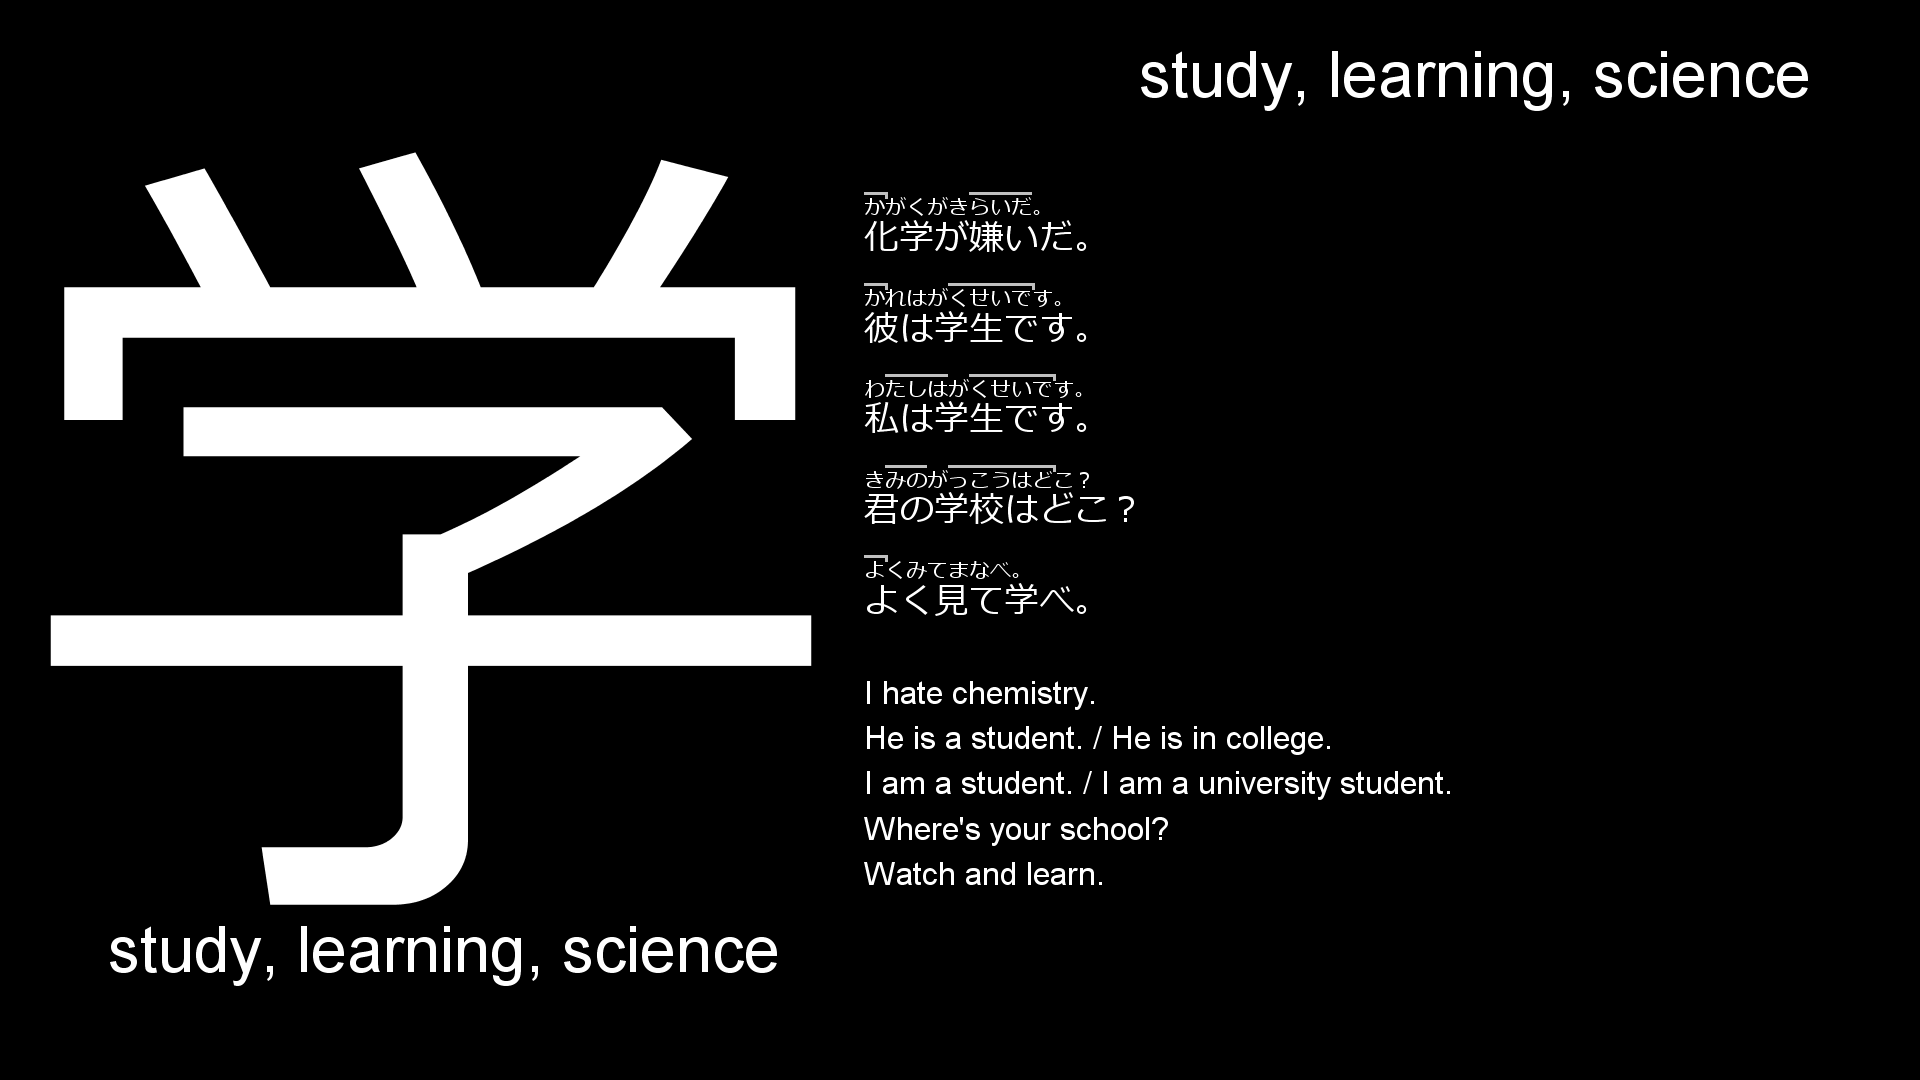 study, learning, science
学
study, learning, science
かがくがきらいだ。
化学が嫌いだ。
かれはがくせいです。
彼は学生です。
わたしはがくせいです。
私は学生です。
きみのがっこうはどこ？
君の学校はどこ？
よくみてまなべ。
よく見て学べ。
I hate chemistry.
He is a student. / He is in college.
I am a student. / I am a university student.
Where's your school?
Watch and learn.